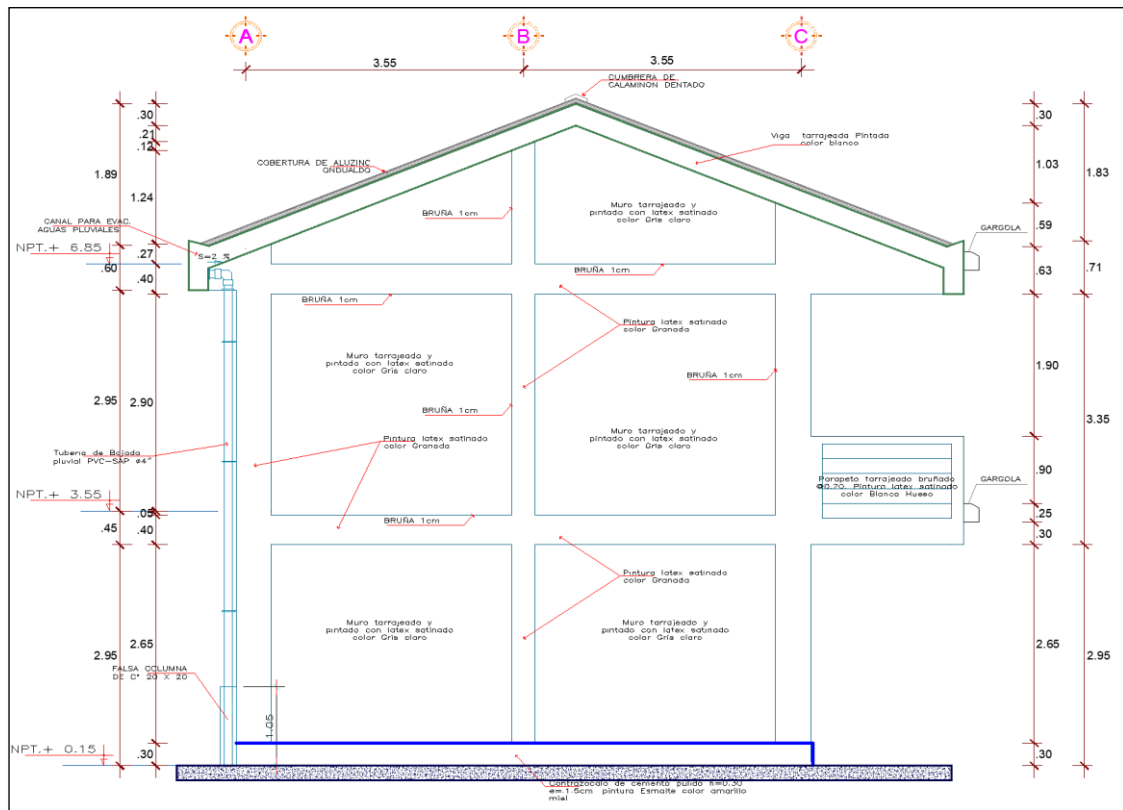 A
B
C
3.55
3.55
CUMBRERA DE
CALAMINON DENTADO
.30
.21
.12
1.89
1.24
.27
.60
.40
COBERTURA DE ALUZINC
ONDUALDO
Viga tarrajeada Pintada
color blanco
.30
1.03
1.83
.59
.63
.71
CANAL PARA EVAC.
AGUAS PLUVIALES
NPT.+ 6.85
S=2 %
BRUÑA 1cm
Muro tarrajeado y
pintado con latex satinado
color Gris claro
GARGOLA
BRUÑA 1cm
BRUÑA 1cm
Pintura latex satinado
color Granada
Muro tarrajeado y
pintado con latex satinado
color Gris claro
BRUÑA 1cm
BRUÑA 1cm
1.90
3.35
2.95
2.90
Tuberia de Bajada
pluvial PVC-SAP ø4"
Pintura latex satinado
color Granada
Muro tarrajeado y
pintado con latex satinado
color Gris claro
Parapeto tarrajeado bruñado
@0.70. Pintura latex satinado
color Blanco Hueso
.90
GARGOLA
.25
.30
NPT.+ 3.55
.05
.45
.40
BRUÑA 1cm
Pintura latex satinado
color Granada
Muro tarrajeado y
pintado con latex satinado
color Gris claro
Muro tarrajeado y
pintado con latex satinado
color Gris claro
2.65
2.95
2.65
2.95
FALSA COLUMNA
DE C° 20 X 20
1.05
NPT.+ 0.15
.30
.30
Contrazocalo de cemento pulido h=0.30
e=.1.5cm pintura Esmalte color amarillo
miel